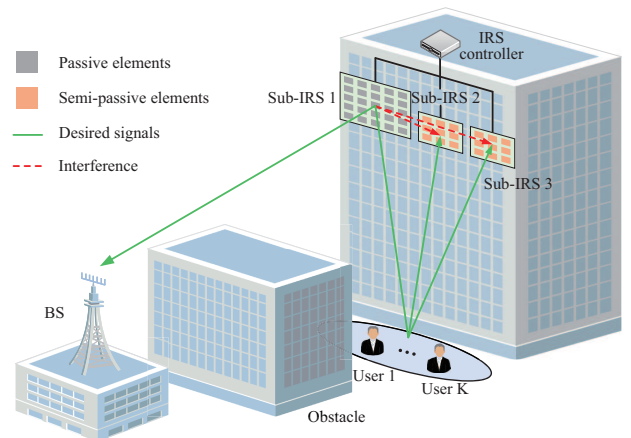 IRS
controller
Passive elements
Semi-passive elements
Desired signals
Interference
Sub-IRS 1
Sub-IRS 2
Sub-IRS 3
BS
User 1
...
User K
Obstacle